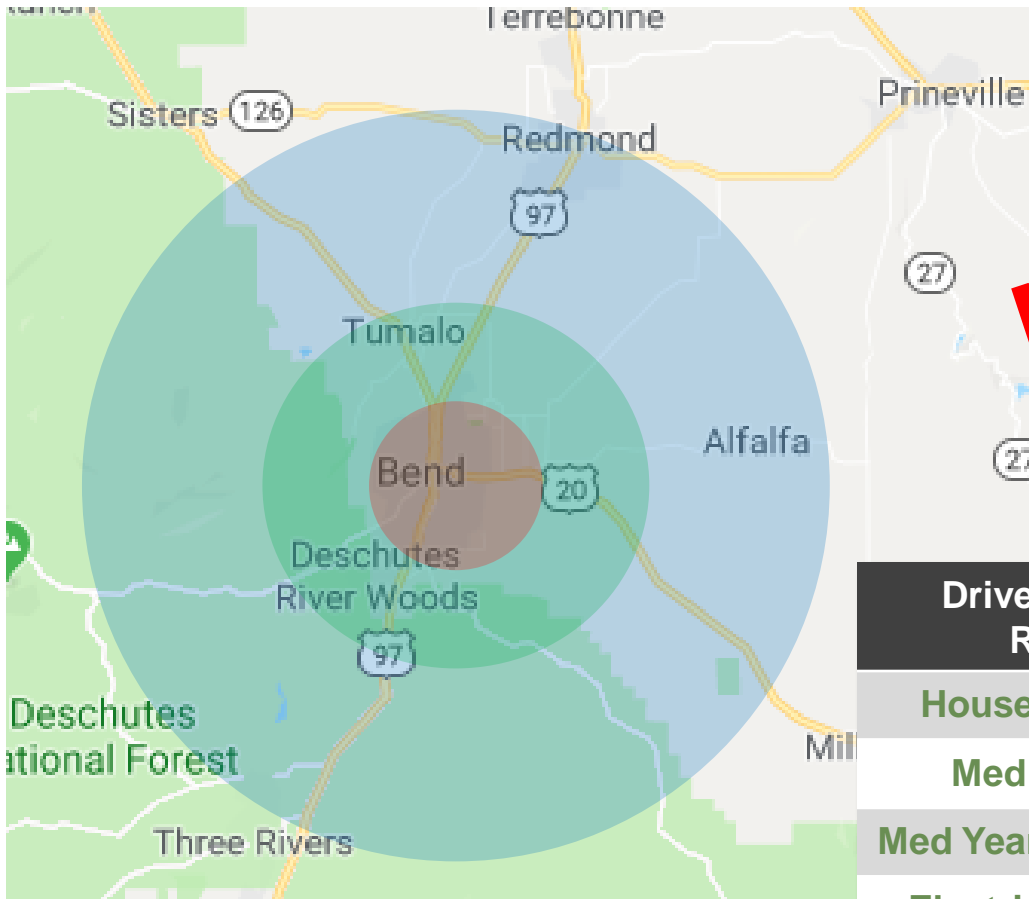 Terrebonne
Sisters
126
Prineville
Redmond
97
27
Tumalo
Alfalfa
Bend
20
27
Deschutes
River Woods
97
Deschutes
ational Forest
Mill
Three Rivers
Drive
R
House
Med
Med Year